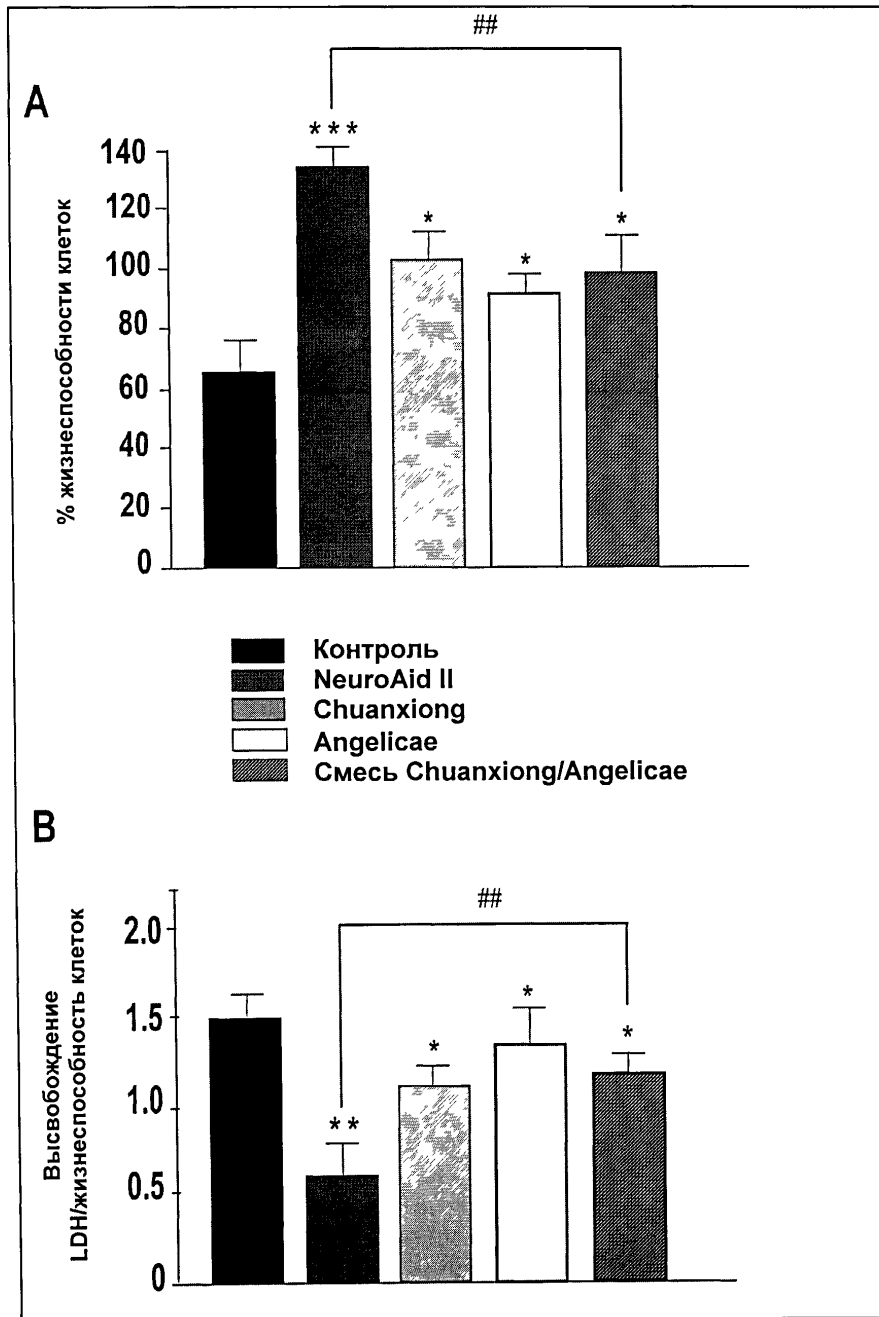 ##
A
***
140
*
*
120
*
100
80
60
40
20
0
% жизнеспособности клеток
Контроль
NeuroAid II
Chuanxiong
Angelicae
Смесь Chuanxiong/Angelicae
B
##
2.0
*
1.5
*
*
1.0
**
0.5
0
Высвобождение
LDH/жизнеспособность клеток